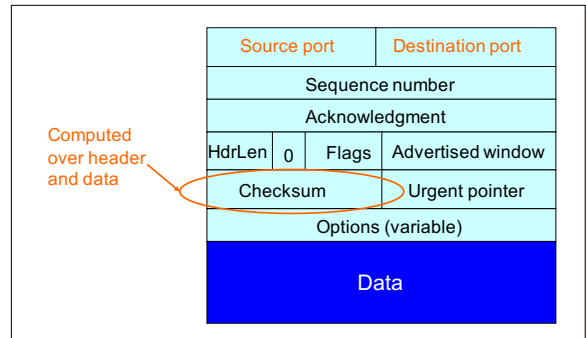 Source port Destination port
Sequence number
Acknowledgment
HdrLen 0 Flags Advertised window
Checksum Urgent pointer
Options (variable)
Data
Computed
over header
and data